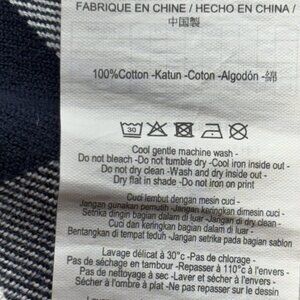 FABRIQUÉ EN CHINE / HECHO EN CHINA /
中国製
100%Cotton -Katun -Coton -Algodón -綿
30
Cool gentle machine wash -
Do not bleach -Do not tumble dry -Cool iron inside out -
Do not dry clean -Wash and dry inside out -
Dry flat in shade -Do not iron on print
Cuci lembut dengan mesin cuci -
Jangan gunakan pemutih -Jangan keringkan dimesin cuci -
Setrika dingin bagian dalam di luar -Jangan di dry clean -
Cuci dan keringkan bagian dalam di luar -
Bentangkan di tempat teduh -Jangan setrika pada bagian sablon
Lavage délicat à 30°c -Pas de chlorage -
Pas de séchage en tambour -Repasser à 110°c à l'envers -
Pas de nettoyage à sec -Laver et sécher à l'envers -
à l'ombre -Ne pas repasser sur le dessin